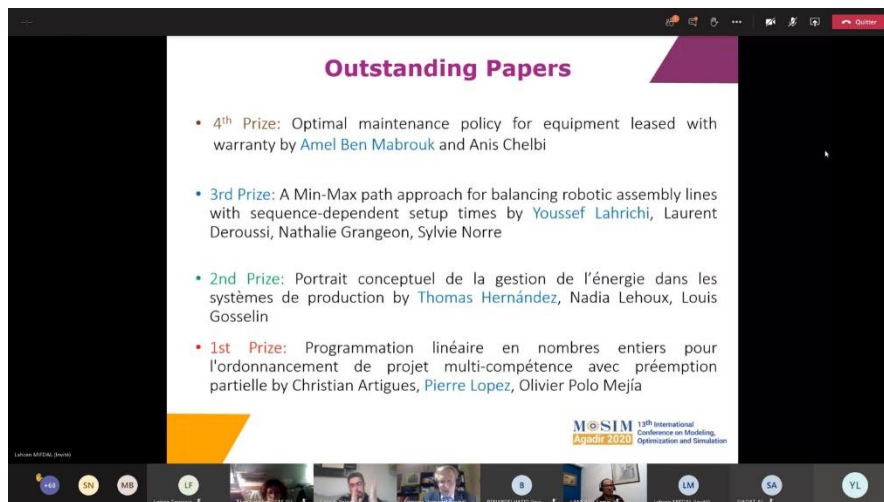 Quitter
Outstanding Papers
• 4th Prize: Optimal maintenance policy for equipment leased with
warranty by Amel Ben Mabrouk and Anis Chelbi
• 3rd Prize: A Min-Max path approach for balancing robotic assembly lines
with sequence-dependent setup times by Youssef Lahrichi, Laurent
Deroussi, Nathalie Grangeon, Sylvie Norre
• 2nd Prize: Portrait conceptuel de la gestion de l'énergie dans les
systèmes de production by Thomas Hernández, Nadia Lehoux, Louis
Gosselin
• 1st Prize: Programmation linéaire en nombres entiers pour
l'ordonnancement de projet multi-compétence avec préemption
partielle by Christian Artigues, Pierre Lopez, Olivier Polo Mejía
MOSIM
Agadir 2020
13th International
Conference on Modeling,
Optimization and Simulation
Lahcen MIFDAL (Invité)
+60
SN
MB
LF
B
LM
SA
YL